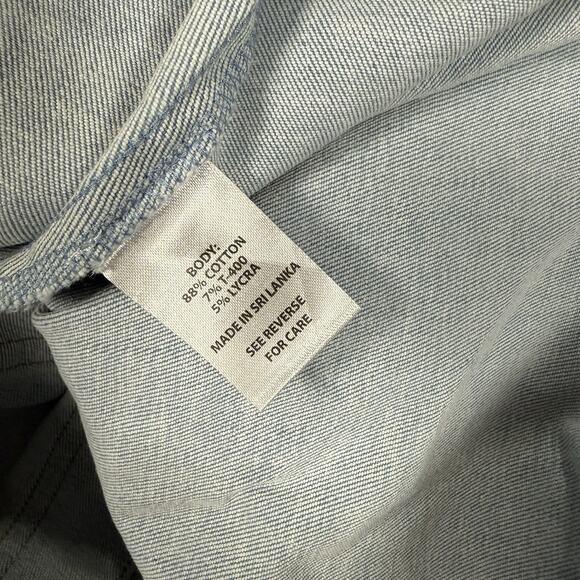 BODY:
88% COTTON
7% T-400
5% LYCRA
MADE IN SRI LANKA
SEE REVERSE
FOR CARE